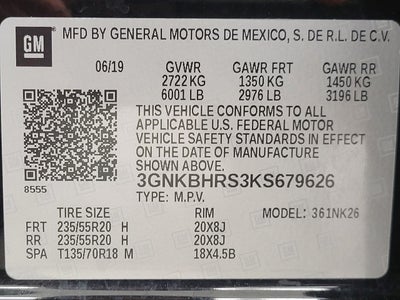 GM MFD BY GENERAL MOTORS DE MEXICO, S. DE R.L. DE C.V.
06/19 GVWR GAWR FRT GAWR RR
2722 KG 1350 KG 1450 KG
6001 LB 2976 LB 3196 LB
THIS VEHICLE CONFORMS TO ALL
APPLICABLE U.S. FEDERAL MOTOR
VEHICLE SAFETY STANDARDS IN EFFECT
ON THE DATE OF MANUFACTURE
SHOWN ABOVE.
8555
3GNKBHRS3KS679626
TYPE: M.P.V.
TIRE SIZE RIM MODEL: 361NK26
FRT 235/55R20 H 20X8J
RR 235/55R20 H 20X8J
SPA T135/70R18 M 18X4.5B